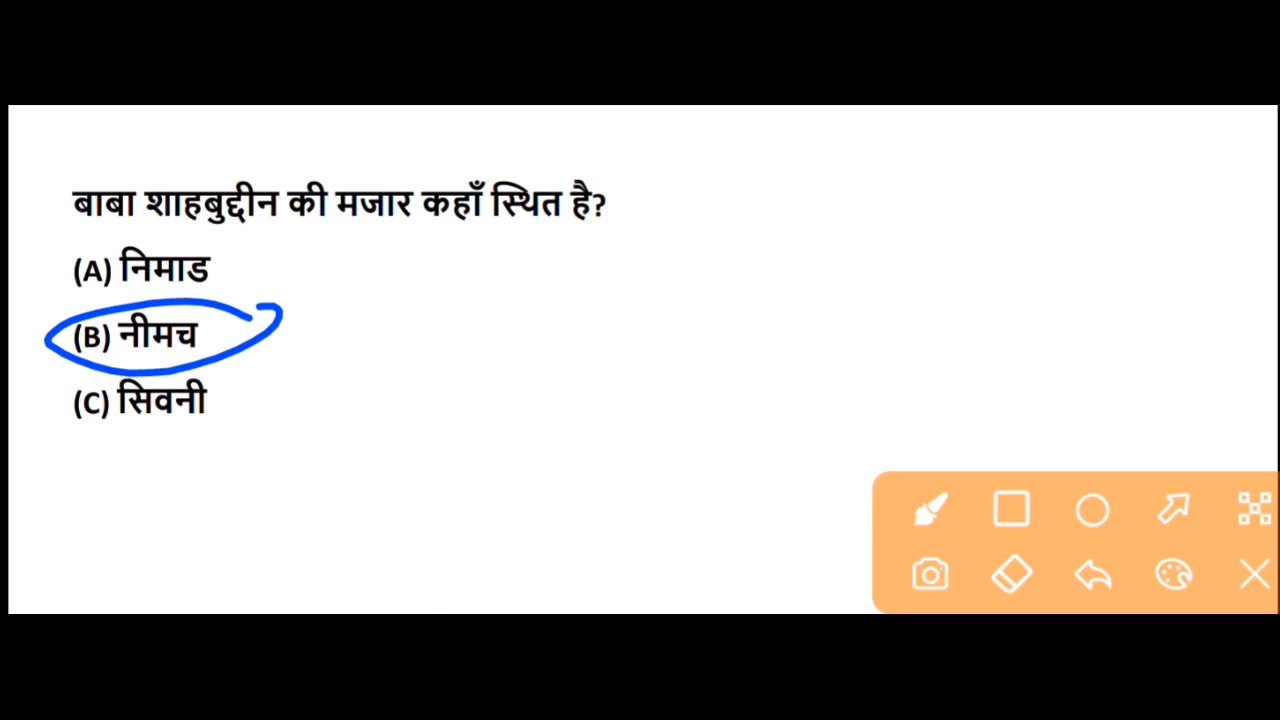 बाबा शाहबुद्दीन की मजार कहाँ स्थित है?
(A) निमाड
(B) नीमच
(C) सिवनी